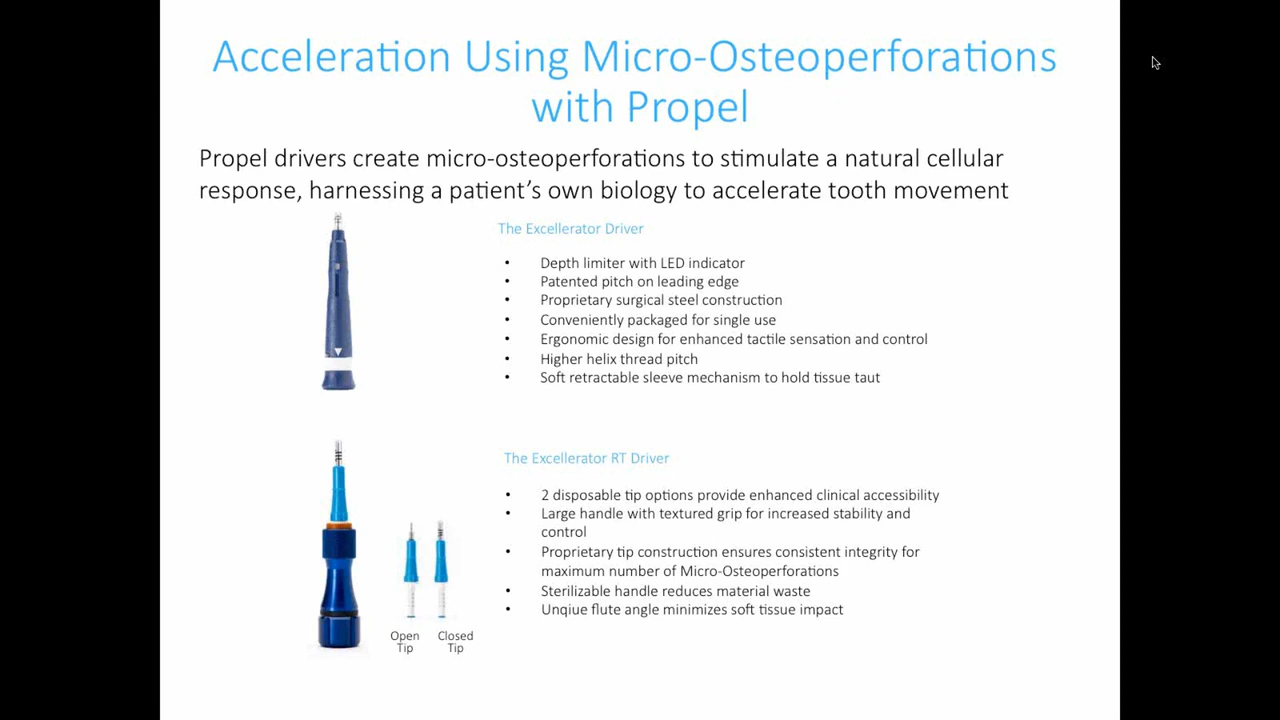 Acceleration Using Micro-Osteoperforations
with Propel
Propel drivers create micro-osteoperforations to stimulate a natural cellular
response, harnessing a patient's own biology to accelerate tooth movement
The Excellerator Driver
• Depth limiter with LED indicator
• Patented pitch on leading edge
• Proprietary surgical steel construction
• Conveniently packaged for single use
• Ergonomic design for enhanced tactile sensation and control
• Higher helix thread pitch
• Soft retractable sleeve mechanism to hold tissue taut
The Excellerator RT Driver
• 2 disposable tip options provide enhanced clinical accessibility
• Large handle with textured grip for increased stability and
control
• Proprietary tip construction ensures consistent integrity for
maximum number of Micro-Osteoperforations
• Sterilizable handle reduces material waste
• Unqiue flute angle minimizes soft tissue impact
Open
Tip
Closed
Tip